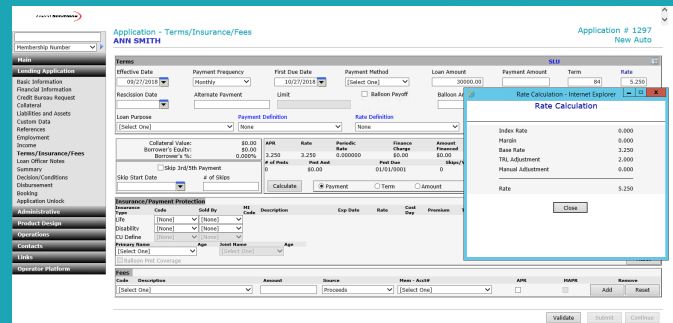 Application - Terms/Insurance/Fees
Application # 1297
ANN SMITH
New Auto
Membership Number
Main
Lending Application
Basic Information
Financial Information
Credit Bureau Request
Collateral
Liabilities and Assets
Custom Data
References
Employment
Income
Terms/Insurance/Fees
Loan Officer Notes
Summary
Decision/Conditions
Disbursement
Booking
Application Unlock
Administrative
Product Design
Operations
Contacts
Links
Operator Platform
Terms
SLU
Effective Date Payment Frequency First Due Date Payment Method Loan Amount Payment Amount Term Rate
09/27/2018 Monthly 10/27/2018 [Select One] 30000.00 84 5.250
Rescission Date Alternate Payment Limit Balloon Payoff Balloon
Loan Purpose Payment Definition Rate Definition
[Select One] None None
Collateral Value: $0.00
Borrower's Equity: $0.00
Borrower's %: 0.000%
Skip 3rd/5th Payment
Skip Start Date # of Skips
APR Rate Periodic Rate Finance Charge Amount Financed
3.250 3.250 0.000000 $0.00 $0.00
# of Pmts Pmt Amt Pmt Due
0 $0.00 01/01/0001 0
Calculate Payment Term Amount
Rate Calculation - Internet Explorer
Rate Calculation
Index Rate 0.000
Margin 0.000
Base Rate 3.250
TRL Adjustment 2.000
Manual Adjustment 0.000
Rate 5.250
Close
Insurance/Payment Protection
Insurance Type Code Sold By MI Code Description Exp Date Rate Cost Day Premium
Life [None] [None]
Disability [None] [None]
CU Define [None] [None]
Primary Name Age Joint Name Age
[Select One] [Select One]
Balloon Pmt Coverage
Fees
Code Description Amount Source Mem - Acct# APR MAPR Remove
[Select One] Proceeds [Select One] Add Reset
Validate Submit Continue